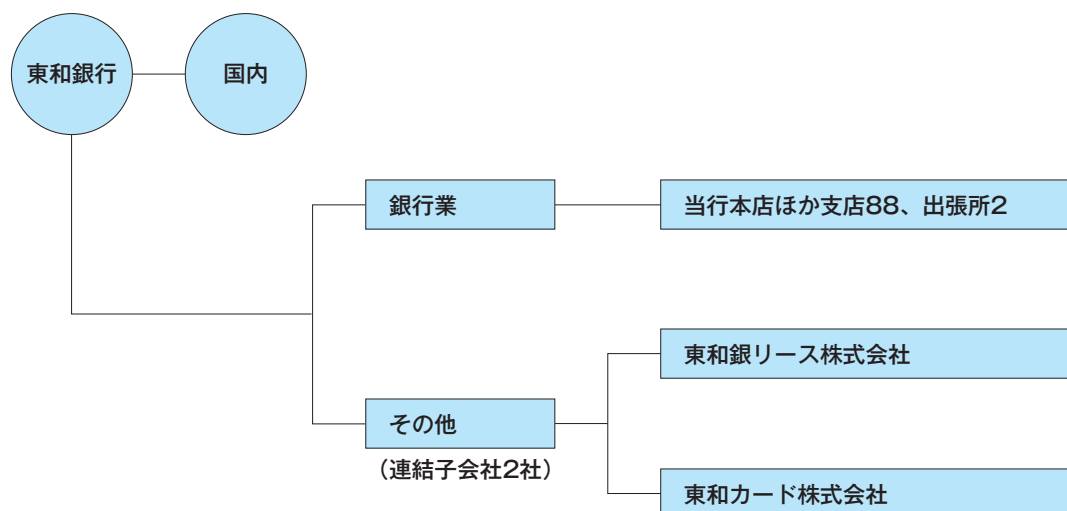 東和銀行
国内
銀行業
当行本店ほか支店88、出張所2
東和銀リース株式会社
その他
（連結子会社2社）
東和カード株式会社